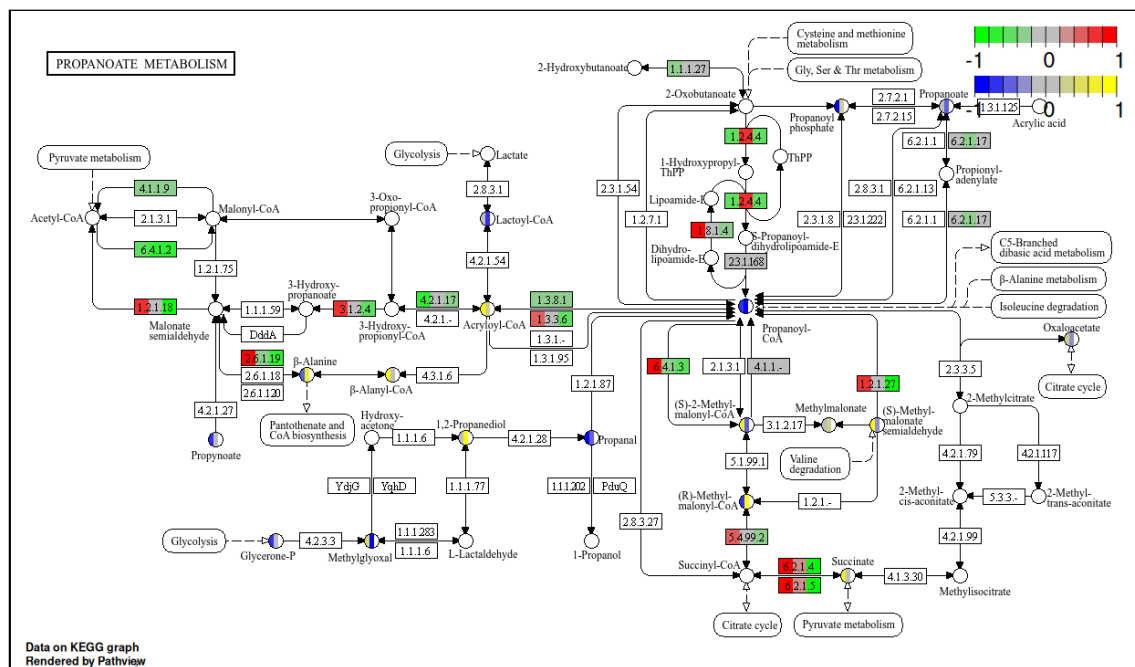 PROPANOATE METABOLISM
Cysteine and methionine
metabolism
-1
0
1
-1
0
1
2-Hydroxybutanoate
1.1.1.27
Gly, Ser & Thr metabolism
2-Oxobutanoate
2.7.2.1
2.7.2.15
Propanoyl
phosphate
Propanoate
1.3.1.125
Acrylic acid
Pyruvate metabolism
Glycolysis
Lactate
1.2.4.4
ThPP
6.2.1.1
6.2.1.17
1-Hydroxypropyl-
ThPP
Propionyl-
adenylate
4.1.1.9
2.8.3.1
2.3.1.54
2.8.3.1
6.2.1.13
Acetyl-CoA
2.1.3.1
Malonyl-CoA
3-Oxo-
propionyl-CoA
Lactoyl-CoA
Lipoamide-E
1.2.4.4
1.2.7.1
2.3.1.8
2.3.1.222
6.2.1.1
6.2.1.17
6.4.1.2
1.8.1.4
S-Propanoyl-
dihydrolipoamide-E
C5-Branched
dibasic acid metabolism
1.2.1.75
4.2.1.54
Dihydro-
lipoamide-E
2.3.1.168
β-Alanine metabolism
3-Hydroxy-
propanoate
1.2.1.18
1.1.1.59
3.1.2.4
4.2.1.17
4.2.1.-
1.3.8.1
1.3.3.6
1.3.1.-
1.3.1.95
Isoleucine degradation
Malonate
semialdehyde
DddA
3-Hydroxy-
propionyl-CoA
Acryloyl-CoA
Propanoyl-
CoA
Oxaloacetate
2.6.1.19
2.6.1.18
2.6.1.120
β-Alanine
β-Alanyl-CoA
4.3.1.6
1.2.1.87
6.4.1.3
2.1.3.1
4.1.1.-
1.2.1.27
2.3.3.5
Citrate cycle
4.2.1.27
Pantothenate and
CoA biosynthesis
Hydroxy-
acetone
1,2-Propanediol
(S)-2-Methyl-
malonyl-CoA
Methylmalonate
(S)-Methyl-
malonate
semialdehyde
2-Methylcitrate
Propynoate
1.1.1.6
4.2.1.28
Propanal
3.1.2.17
5.1.99.1
Valine
degradation
4.2.1.79
4.2.1.117
YdjG
YqhD
1.1.1.77
1.1.1.202
PduQ
(R)-Methyl-
malonyl-CoA
1.2.1.-
2-Methyl-
cis-aconitate
5.3.3.-
2-Methyl-
trans-aconitate
2.8.3.27
Glycolysis
4.2.3.3
1.1.1.283
1.1.1.6
5.4.99.2
4.2.1.99
Glycerone-P
Methylglyoxal
L-Lactaldehyde
1-Propanol
Succinyl-CoA
6.2.1.4
6.2.1.5
Succinate
4.1.3.30
Methylisocitrate
Citrate cycle
Pyruvate metabolism
Data on KEGG graph
Rendered by Pathview